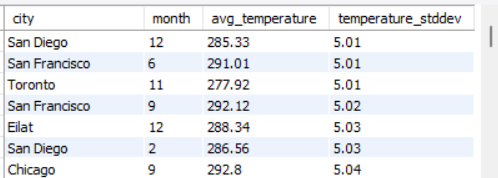 city month avg_temperature temperature_stddev
San Diego 12 285.33 5.01
San Francisco 6 291.01 5.01
Toronto 11 277.92 5.01
San Francisco 9 292.12 5.02
Eilat 12 288.34 5.03
San Diego 2 286.56 5.03
Chicago 9 292.8 5.04